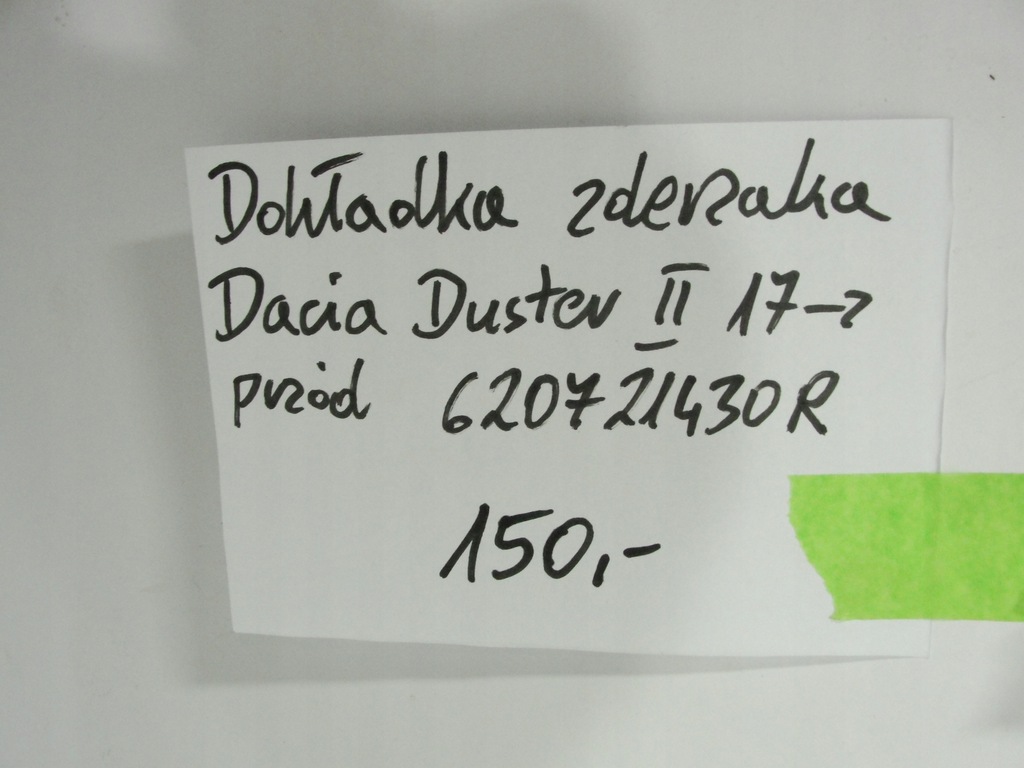 Dokładka zderzaka
Dacia Duster II 17->
przód 620721430R
150,-